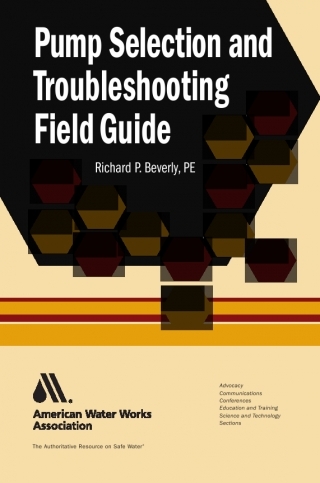 Pump Selection and
Troubleshooting
Field Guide
Richard P. Beverly, PE
American Water Works
Association
The Authoritative Resource on Safe Water®
Advocacy
Communications
Conferences
Education and Training
Science and Technology
Sections